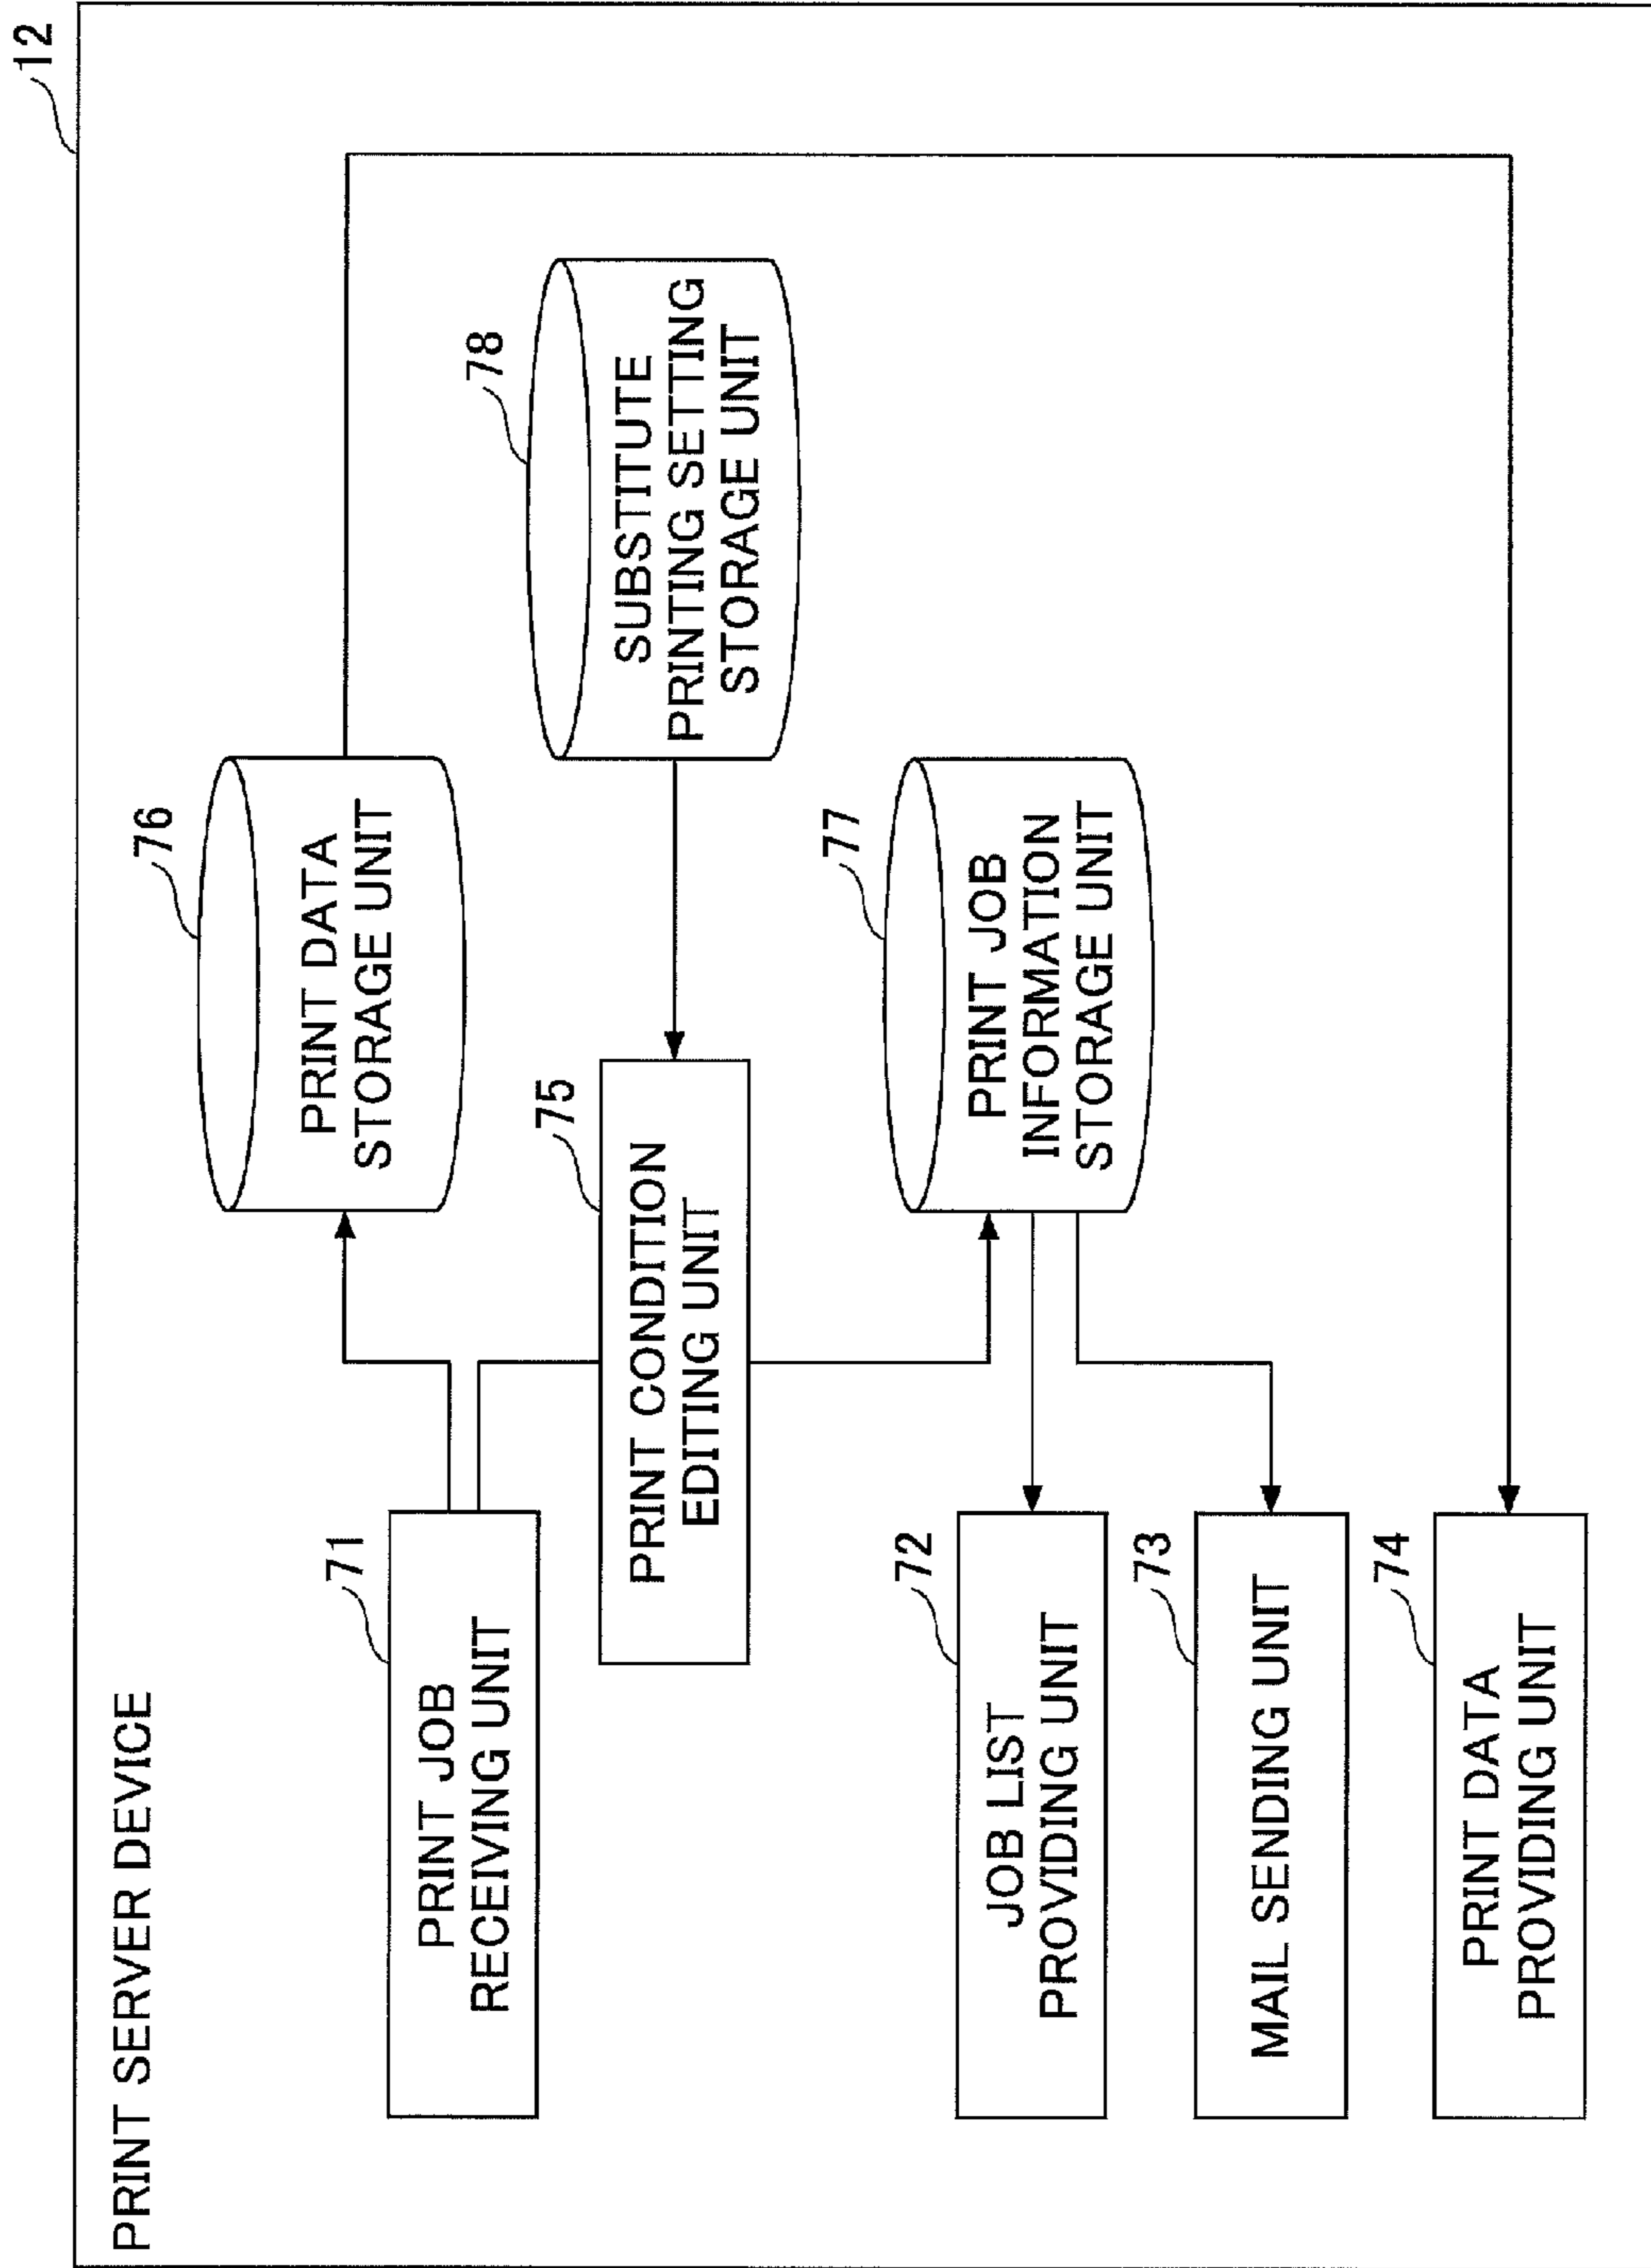 12
PRINT SERVER DEVICE
76
PRINT DATA
STORAGE UNIT
71
PRINT JOB
RECEIVING UNIT
78
SUBSTITUTE
PRINTING SETTING
STORAGE UNIT
75
PRINT CONDITION
EDITING UNIT
77
PRINT JOB
INFORMATION
STORAGE UNIT
72
JOB LIST
PROVIDING UNIT
73
MAIL SENDING UNIT
74
PRINT DATA
PROVIDING UNIT